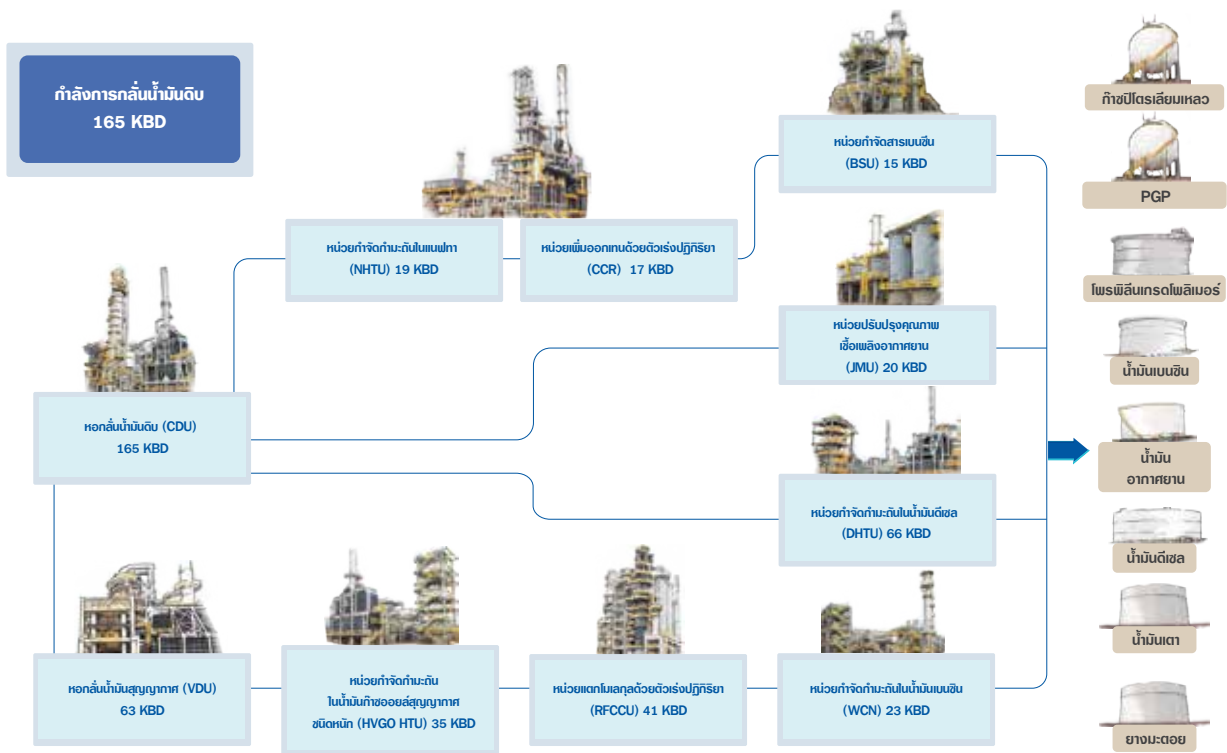 กำลังการกลั่นน้ำมันดิบ
165 KBD
หน่วยกำจัดสารเบนซีน
(BSU) 15 KBD
หน่วยกำจัดกำมะถันในแนฟทา
(NHTU) 19 KBD
หน่วยเพิ่มออกเทนด้วยตัวเร่งปฏิกิริยา
(CCR) 17 KBD
หน่วยปรับปรุงคุณภาพ
เชื้อเพลิงอากาศยาน
(JMU) 20 KBD
หอกลั่นน้ำมันดิบ (CDU)
165 KBD
หน่วยกำจัดกำมะถันในน้ำมันดีเซล
(DHTU) 66 KBD
หอกลั่นน้ำมันสุญญากาศ (VDU)
63 KBD
หน่วยกำจัดกำมะถัน
ในน้ำมันก๊าซออยล์สุญญากาศ
ชนิดหนัก (HVGO HTU) 35 KBD
หน่วยแตกโมเลกุลด้วยตัวเร่งปฏิกิริยา
(RFCCU) 41 KBD
หน่วยกำจัดกำมะถันในน้ำมันเบนซิน
(WCN) 23 KBD
ก๊าซปิโตรเลียมเหลว
PGP
โพรพิลีนเกรดโพลิเมอร์
น้ำมันเบนซิน
น้ำมัน
อากาศยาน
น้ำมันดีเซล
น้ำมันเตา
ยางมะตอย